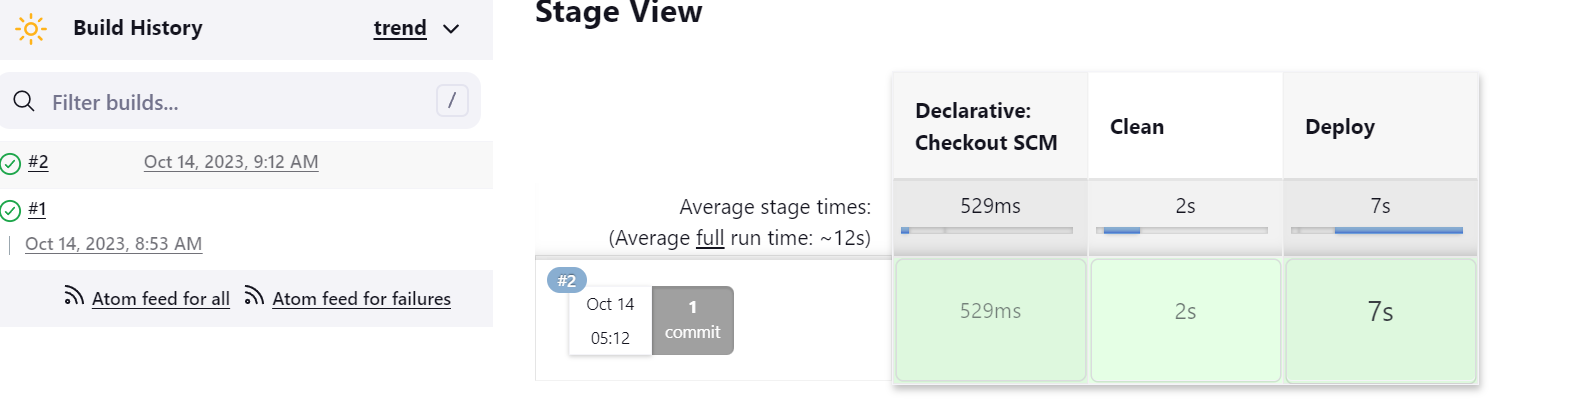 Build History
trend
Filter builds...
/
#2
Oct 14, 2023, 9:12 AM
#1
Oct 14, 2023, 8:53 AM
Atom feed for all
Atom feed for failures
Stage View
Declarative:
Checkout SCM
Clean
Deploy
Average stage times:
(Average full run time: ~12s)
529ms
2s
7s
#2
Oct 14
05:12
1
commit
529ms
2s
7s